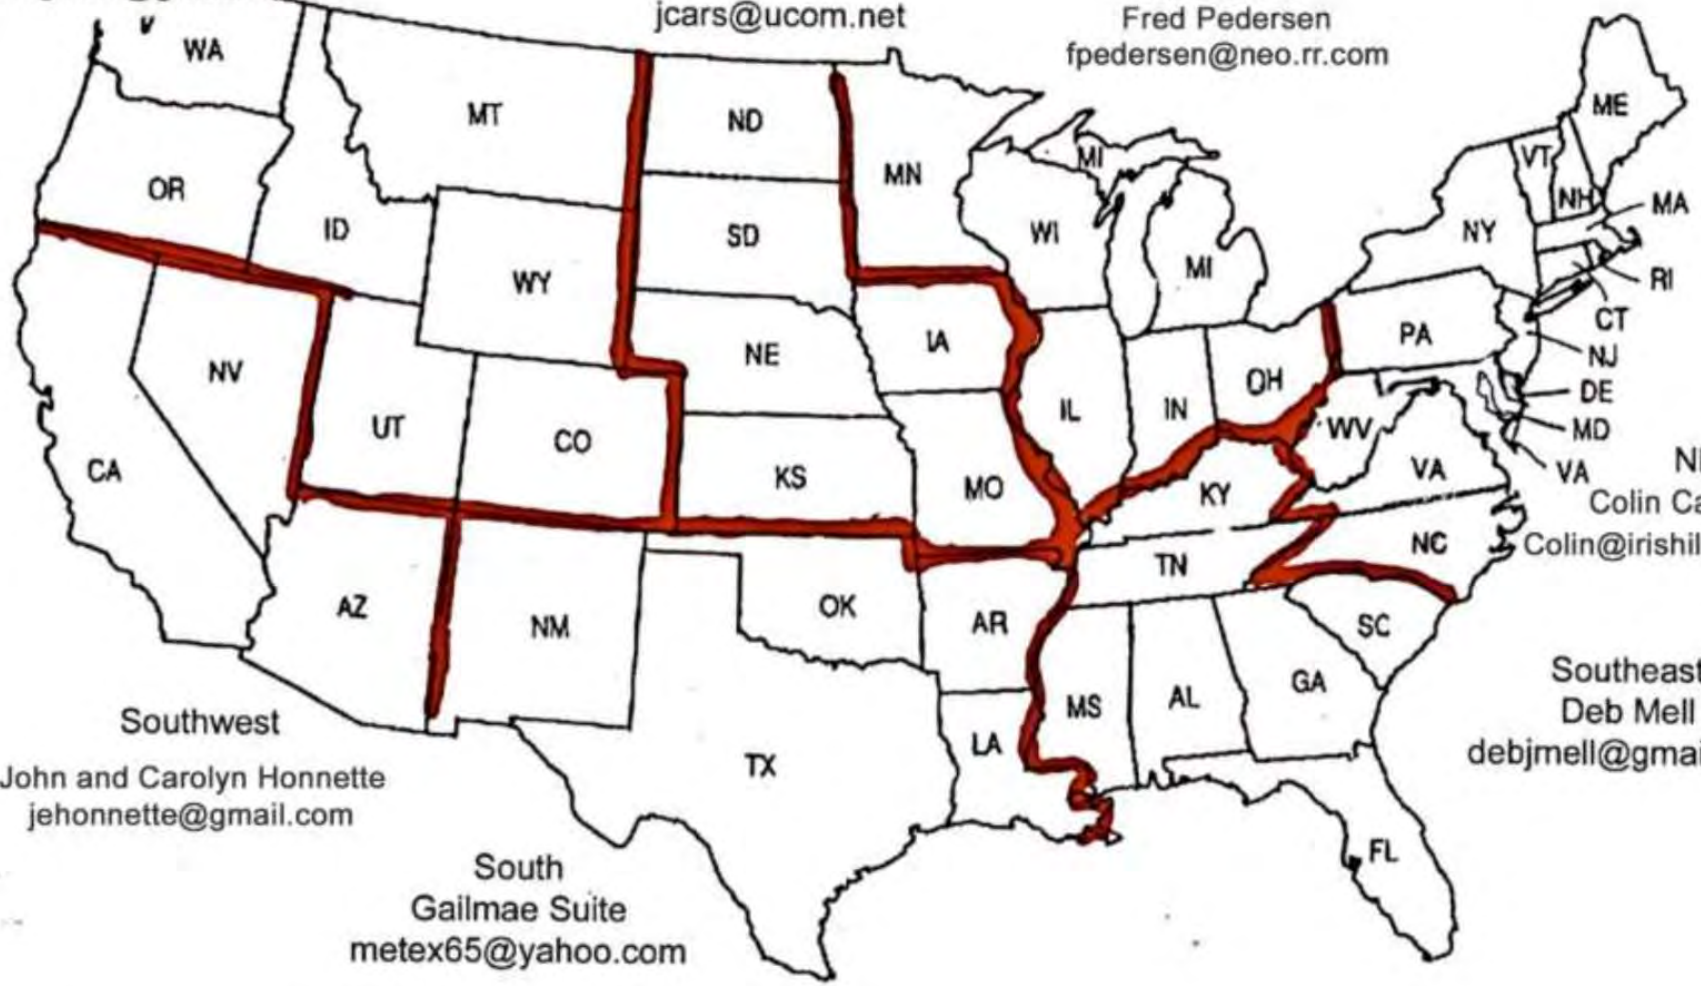 jcars@ucom.net
Fred Pedersen
fpedersen@neo.rr.com
WA
MT
ND
MN
MI
ME
VT
NH
MA
OR
ID
SD
WI
MI
NY
RI
WY
CT
NV
NE
IA
PA
NJ
OH
DE
IL
IN
UT
CO
WV
MD
CA
KS
MO
KY
VA
VA
Colin
NC
TN
AZ
NM
OK
AR
SC
GA
MS
AL
LA
TX
FL
Southeast
Deb Mell
debjmell@gmai
Southwest
John and Carolyn Honnette
jehonnette@gmail.com
South
Gailmae Suite
metex65@yahoo.com